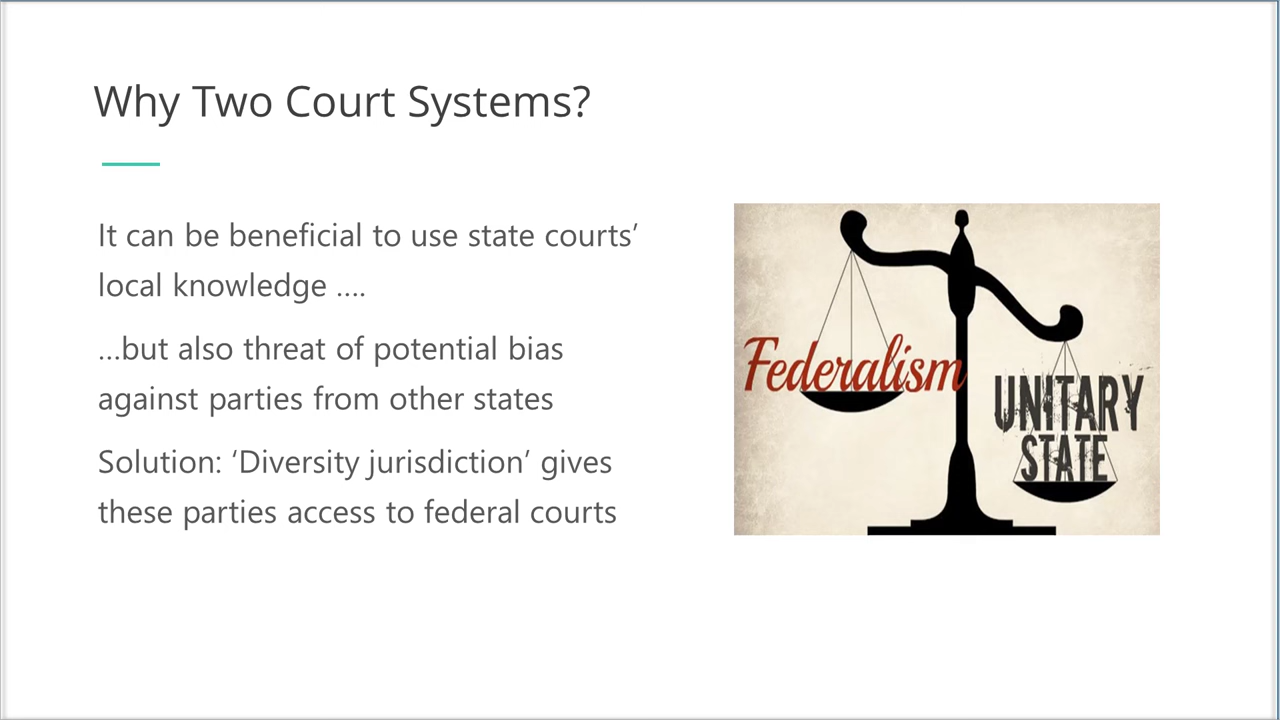 Why Two Court Systems?
It can be beneficial to use state courts’
local knowledge ....
...but also threat of potential bias
against parties from other states
Solution: ‘Diversity jurisdiction’ gives
these parties access to federal courts
Federalism
UNITARY
STATE